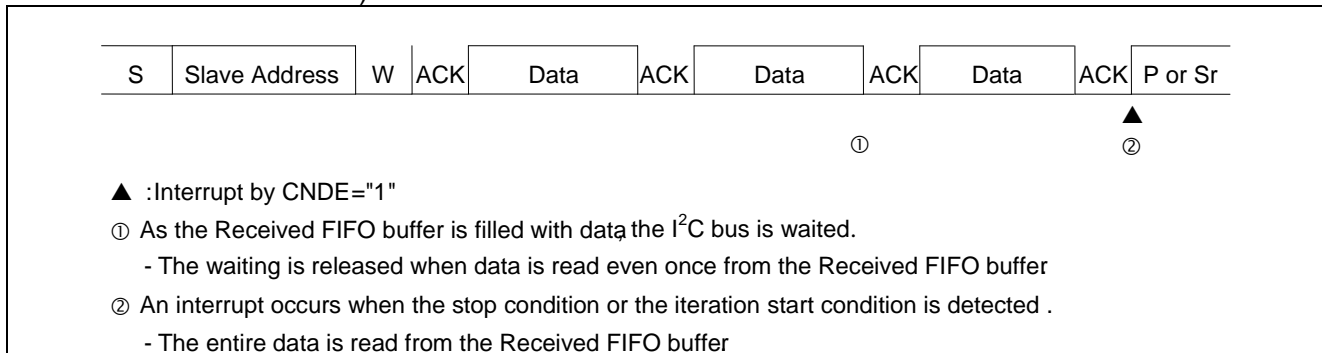 S Slave Address W ACK Data ACK Data ACK Data ACK P or Sr
▲
① ②
▲ :Interrupt by CNDE="1"
① As the Received FIFO buffer is filled with data, the I²C bus is waited.
- The waiting is released when data is read even once from the Received FIFO buffer
② An interrupt occurs when the stop condition or the iteration start condition is detected .
- The entire data is read from the Received FIFO buffer